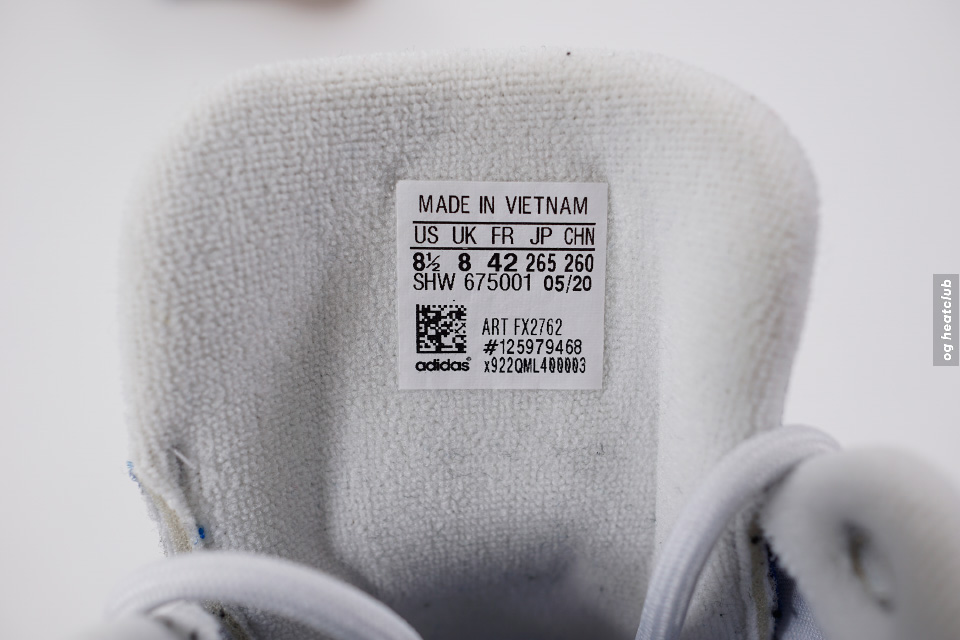 MADE IN VIETNAM
US UK FR JP CHN
8½ 8 42 265 260
SHW 675001 05/20
ART FX2762
#125979468
adidas® x922QML400003
og heatclub